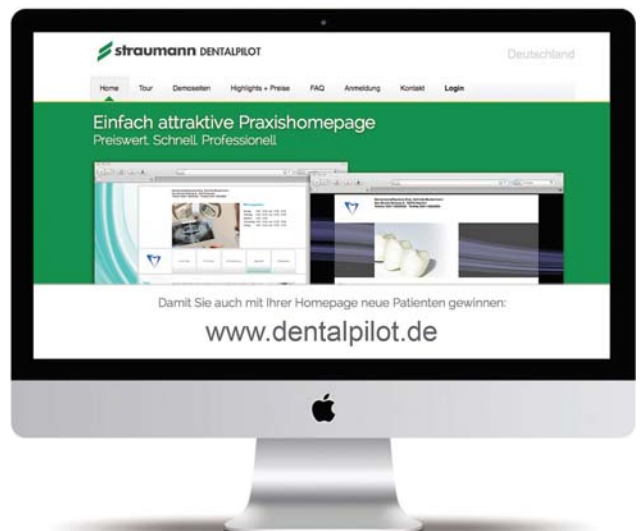 straumann DENTALPILOT
Deutschland
Home Tour Demoseiten Highlights + Preise FAQ Anmeldung Kontakt Login
Einfach attraktive Praxishomepage
Preiswert. Schnell. Professionell.
Damit Sie auch mit Ihrer Homepage neue Patienten gewinnen:
www.dentalpilot.de